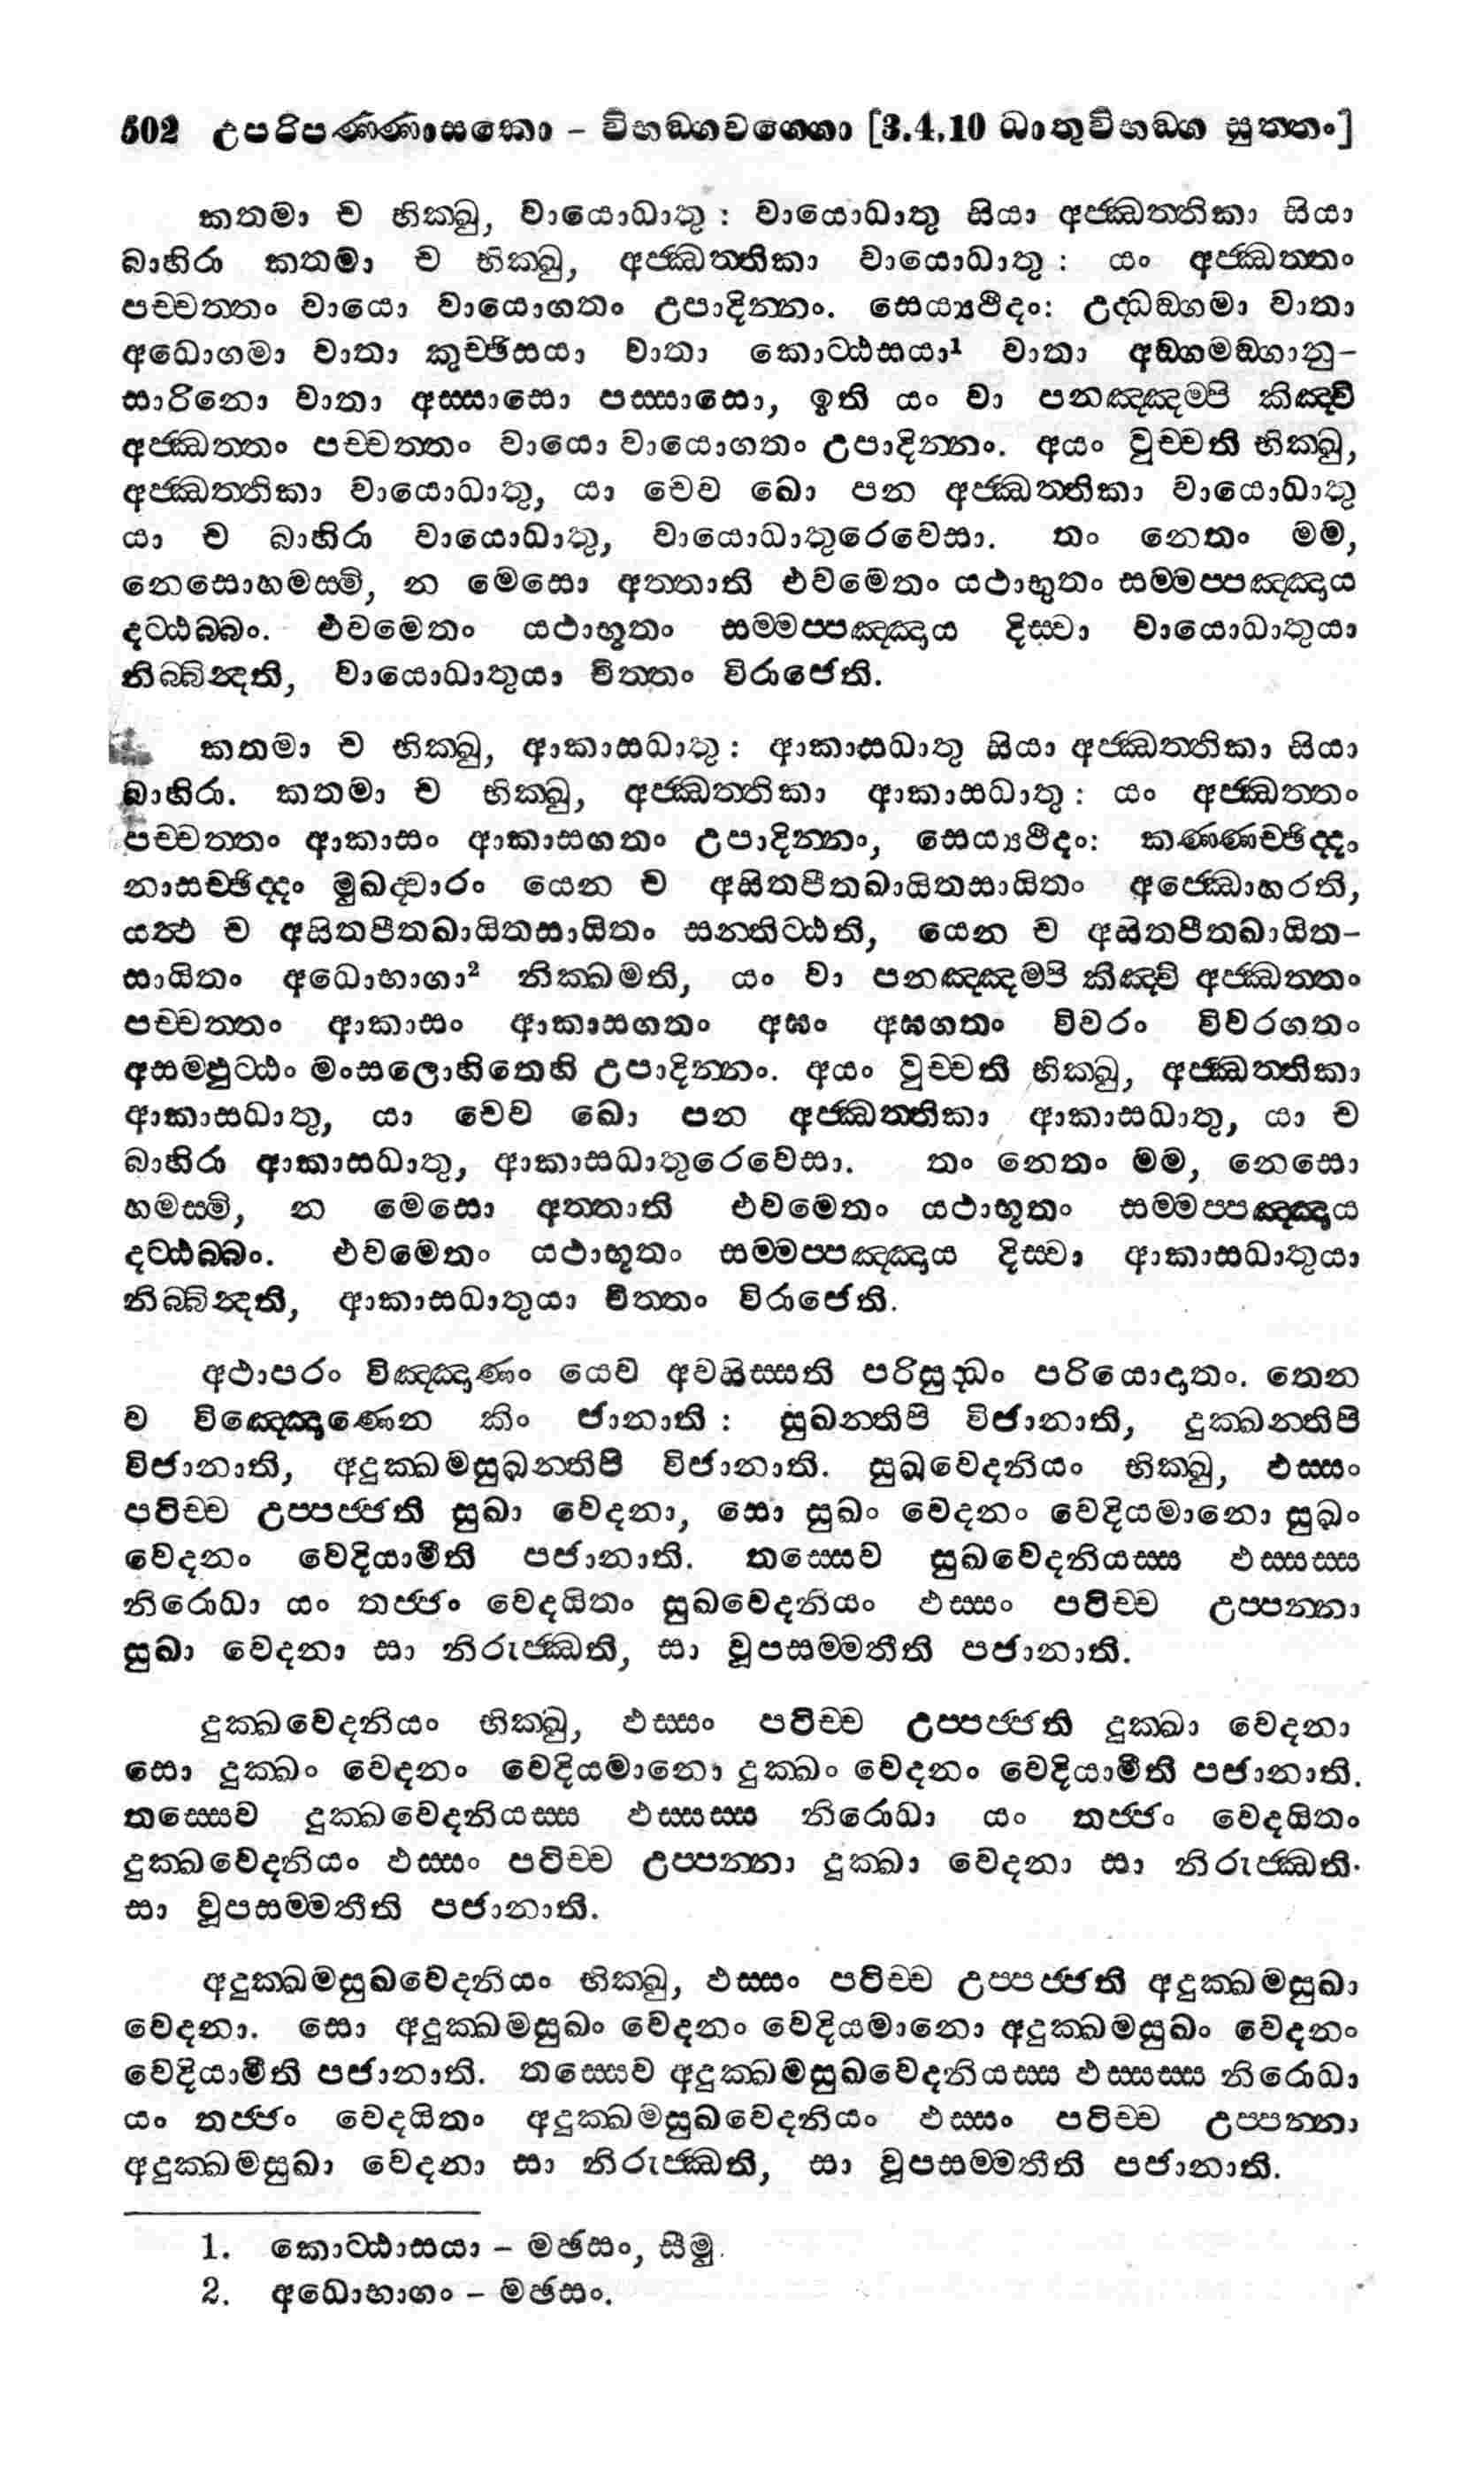 502 උපරිපණ්ණාසකො - විභඞ්ගවග්ගො [3.4.10 ධාතුවිභඞ්ග සුත්තං]
කතමා ච භික්ඛු, වායොධාතු : වායොධාතු සියා අජ්ඣත්තිකා සියා
බාහිරා කතමා ච භික්ඛු, අජ්ඣත්තිකා වායොධාතු : යං අජ්ඣත්තං
පච්චත්තං වායො වායොගතං උපාදින්නං. සෙය්‍යථිදං: උද්ධඞ්ගමා වාතා
අධොගමා වාතා කුච්ඡිසයා වාතා කොට්ඨසයා¹ වාතා අඞ්ගමඞ්ගානු-
සාරිනො වාතා අස්සාසො පස්සාසො, ඉති යං වා පනඤ්ඤම්පි කිඤ්චි
අජ්ඣත්තං පච්චත්තං වායො වායොගතං උපාදින්නං. අයං වුච්චති භික්ඛු,
අජ්ඣත්තිකා වායොධාතු, යා චෙව ඛො පන අජ්ඣත්තිකා වායොධාතු
යා ච බාහිරා වායොධාතු, වායොධාතුරෙවෙසා. තං නෙතං මම,
නෙසොහමස්මි, න මෙසො අත්තාති එවමෙතං යථාභුතං සම්මප්පඤ්ඤාය
දට්ඨබ්බං. එවමෙතං යථාභූතං සම්මප්පඤ්ඤාය දිස්වා වායොධාතුයා
නිබ්බින්‍දති, වායොධාතුයා චිත්තං විරාජෙති.
කතමා ච භික්ඛු, ආකාසධාතු : ආකාසධාතු සියා අජ්ඣත්තිකා සියා
බාහිරා. කතමා ච භික්ඛු, අජ්ඣත්තිකා ආකාසධාතු : යං අජ්ඣත්තං
පච්චත්තං ආකාසං ආකාසගතං උපාදින්නං, සෙය්‍යථිදං: කණ්ණච්ඡිද්දං
නාසච්ඡිද්දං මුඛද්වාරං යෙන ච අසිතපීතඛායිතසායිතං අජ්ඣොහරති,
යත්‍ථ ච අසිතපීතඛායිතසායිතං සන්තිට්ඨති, යෙන ච අසිතපීතඛායිත-
සායිතං අධොභාගා² නික්ඛමති, යං වා පනඤ්ඤම්පි කිඤ්චි අජ්ඣත්තං
පච්චත්තං ආකාසං ආකාසගතං අඝං අඝගතං විවරං විවරගතං
අසම්ඵුට්ඨං මංසලොහිතෙහි උපාදින්නං. අයං වුච්චති භික්ඛු, අජ්ඣත්තිකා
ආකාසධාතු, යා චෙව ඛො පන අජ්ඣත්තිකා ආකාසධාතු, යා ච
බාහිරා ආකාසධාතු, ආකාසධාතුරෙවෙසා. තං නෙතං මම, නෙසො
හමස්මි, න මෙසො අත්තාති එවමෙතං යථාභූතං සම්මප්පඤ්ඤාය
දට්ඨබ්බං. එවමෙතං යථාභූතං සම්මප්පඤ්ඤාය දිස්වා ආකාසධාතුයා
නිබ්බින්‍දති, ආකාසධාතුයා චිත්තං විරාජෙති.
අථාපරං විඤ්ඤාණං යෙව අවසිස්සති පරිසුද්ධං පරියොදාතං. තෙන
ච විඤ්ඤෙණෙන කිං ජානාති : සුඛන්තිපි විජානාති, දුක්ඛන්තිපි
විජානාති, අදුක්ඛමසුඛන්තිපි විජානාති. සුඛවෙදනියං භික්ඛු, ඵස්සං
පටිච්ච උප්පජ්ජති සුඛා වෙදනා, සො සුඛං වෙදනං වෙදියමානො සුඛං
වෙදනං වෙදියාමීති පජානාති. තස්සෙව සුඛවෙදනියස්ස ඵස්සස්ස
නිරොධා යං තජ්ජං වෙදයිතං සුඛවෙදනියං ඵස්සං පටිච්ච උප්පන්නා
සුඛා වෙදනා සා නිරුජ්ඣති, සා වූපසම්මතීති පජානාති.
දුක්ඛවෙදනියං භික්ඛු, ඵස්සං පටිච්ච උප්පජ්ජති දුක්ඛා වෙදනා
සො දුක්ඛං වෙදනං වෙදියමානො දුක්ඛං වෙදනං වෙදියාමීති පජානාති.
තස්සෙව දුක්ඛවෙදනියස්ස ඵස්සස්ස නිරොධා යං තජ්ජං වෙදයිතං
දුක්ඛවෙදනියං ඵස්සං පටිච්ච උප්පන්නා දුක්ඛා වෙදනා සා නිරුජ්ඣති.
සා වූපසම්මතීති පජානාති.
අදුක්ඛමසුඛවෙදනියං භික්ඛු, ඵස්සං පටිච්ච උප්පජ්ජති අදුක්ඛමසුඛා
වෙදනා. සො අදුක්ඛමසුඛං වෙදනං වෙදියමානො අදුක්ඛමසුඛං වෙදනං
වෙදියාමීති පජානාති. තස්සෙව අදුක්ඛමසුඛවෙදනියස්ස ඵස්සස්ස නිරොධා
යං තජ්ජං වෙදයිතං අදුක්ඛමසුඛවෙදනියං ඵස්සං පටිච්ච උප්පන්නා
අදුක්ඛමසුඛා වෙදනා සා නිරුජ්ඣති, සා වූපසම්මතීති පජානාති.
1. කොට්ඨාසයා - මඡසං, සීමු.
2. අධොභාගං - මඡසං.